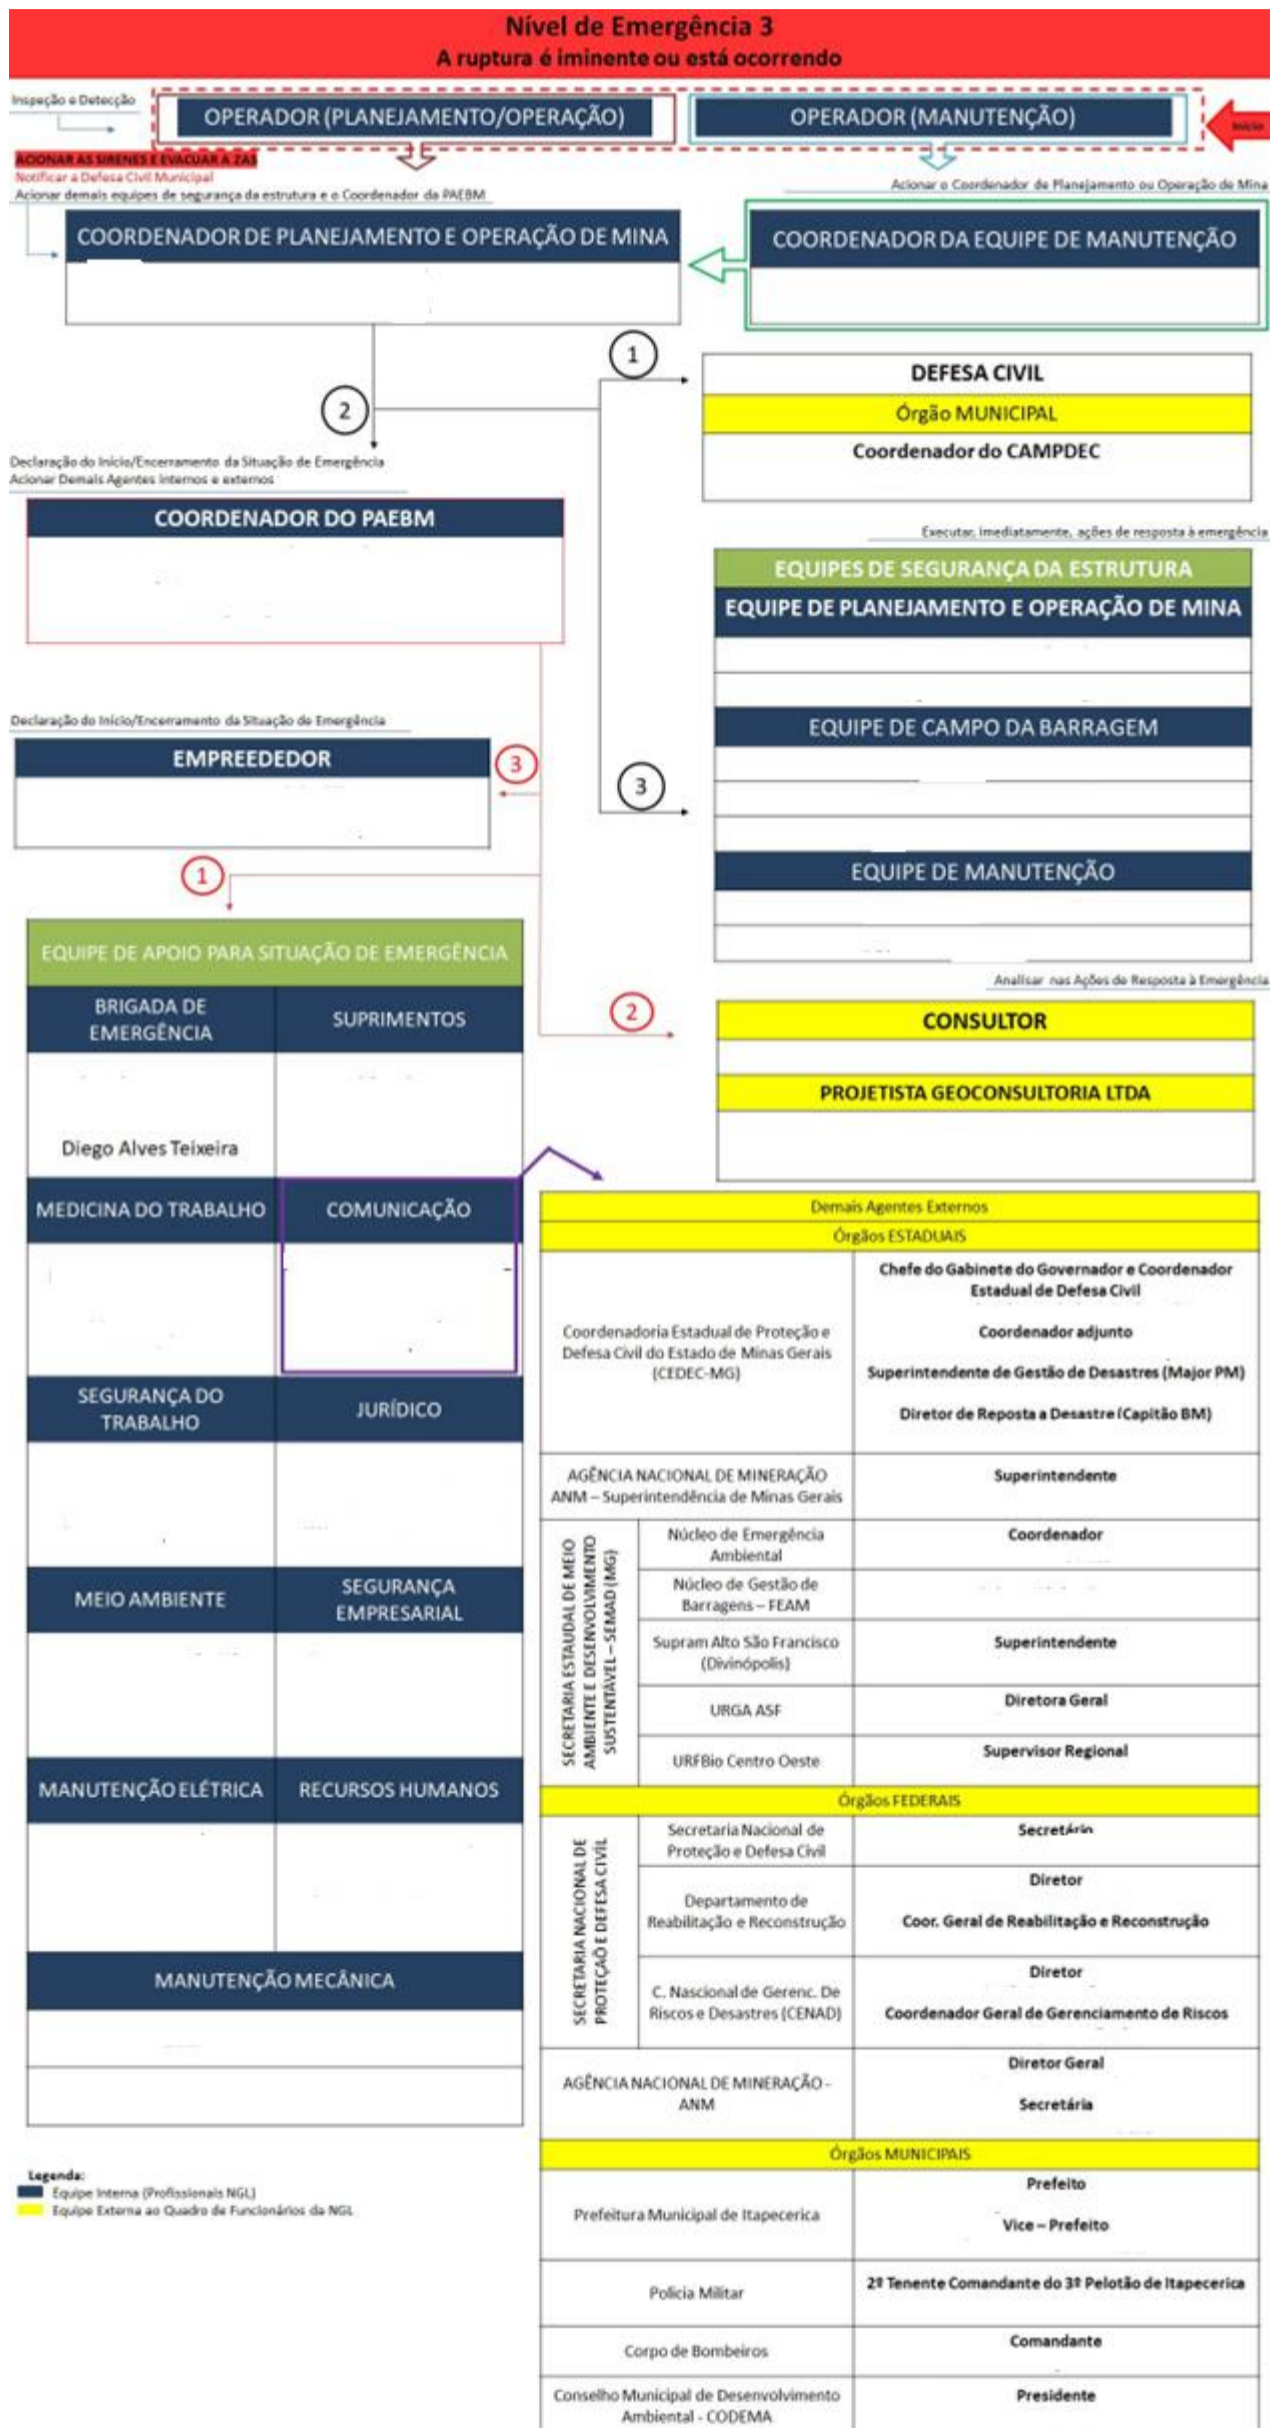 Nível de Emergência 3
A ruptura é iminente ou está ocorrendo
Inspeção e Detecção
OPERADOR (PLANEJAMENTO/OPERAÇÃO)
OPERADOR (MANUTENÇÃO)
Início
ACIONAR AS SIRENES E EVACUAR A ZAS
Notificar a Defesa Civil Municipal
Acionar demais equipes de segurança da estrutura e o Coordenador da PAEBM
Acionar o Coordenador de Planejamento ou Operação de Mina
COORDENADOR DE PLANEJAMENTO E OPERAÇÃO DE MINA
COORDENADOR DA EQUIPE DE MANUTENÇÃO
1
DEFESA CIVIL
Órgão MUNICIPAL
Coordenador do CAMPDEC
2
Declaração do Início/Encerramento da Situação de Emergência
Acionar Demais Agentes Internos e externos
COORDENADOR DO PAEBM
Executar, imediatamente, ações de resposta à emergência
EQUIPES DE SEGURANÇA DA ESTRUTURA
EQUIPE DE PLANEJAMENTO E OPERAÇÃO DE MINA
EQUIPE DE CAMPO DA BARRAGEM
EQUIPE DE MANUTENÇÃO
Declaração do Início/Encerramento da Situação de Emergência
EMPREEDEDOR
3
3
1
EQUIPE DE APOIO PARA SITUAÇÃO DE EMERGÊNCIA
BRIGADA DE
EMERGÊNCIA
SUPRIMENTOS
Diego Alves Teixeira
MEDICINA DO TRABALHO
COMUNICAÇÃO
SEGURANÇA DO
TRABALHO
JURÍDICO
MEIO AMBIENTE
SEGURANÇA
EMPRESARIAL
MANUTENÇÃO ELÉTRICA
RECURSOS HUMANOS
MANUTENÇÃO MECÂNICA
Analisar nas Ações de Resposta à Emergência
2
CONSULTOR
PROJETISTA GEOCONSULTORIA LTDA
Demais Agentes Externos
Órgãos ESTADUAIS
Coordenadoria Estadual de Proteção e
Defesa Civil do Estado de Minas Gerais
(CEDEC-MG)
Chefe do Gabinete do Governador e Coordenador
Estadual de Defesa Civil
Coordenador adjunto
Superintendente de Gestão de Desastres (Major PM)
Diretor de Reposta a Desastre (Capitão BM)
AGÊNCIA NACIONAL DE MINERAÇÃO
ANM – Superintendência de Minas Gerais
Superintendente
SECRETARIA ESTAUDAL DE MEIO
AMBIENTE E DESENVOLVIMENTO
SUSTENTÁVEL – SEMAD (MG)
Núcleo de Emergência
Ambiental
Coordenador
Núcleo de Gestão de
Barragens – FEAM
Supram Alto São Francisco
(Divinópolis)
Superintendente
URGA ASF
Diretora Geral
URFBio Centro Oeste
Supervisor Regional
Órgãos FEDERAIS
SECRETARIA NACIONAL DE
PROTEÇAÕ E DEFESA CIVÍL
Secretaria Nacional de
Proteção e Defesa Civil
Secretário
Departamento de
Reabilitação e Reconstrução
Diretor
Coor. Geral de Reabilitação e Reconstrução
C. Nascional de Gerenc. De
Riscos e Desastres (CENAD)
Diretor
Coordenador Geral de Gerenciamento de Riscos
AGÊNCIA NACIONAL DE MINERAÇÃO -
ANM
Diretor Geral
Secretária
Órgãos MUNICIPAIS
Prefeitura Municipal de Itapecerica
Prefeito
Vice – Prefeito
Policia Militar
2º Tenente Comandante do 3º Pelotão de Itapecerica
Corpo de Bombeiros
Comandante
Conselho Municipal de Desenvolvimento
Ambiental - CODEMA
Presidente
Legenda:
Equipe Interna (Profissionais NGL)
Equipe Externa ao Quadro de Funcionários da NGL